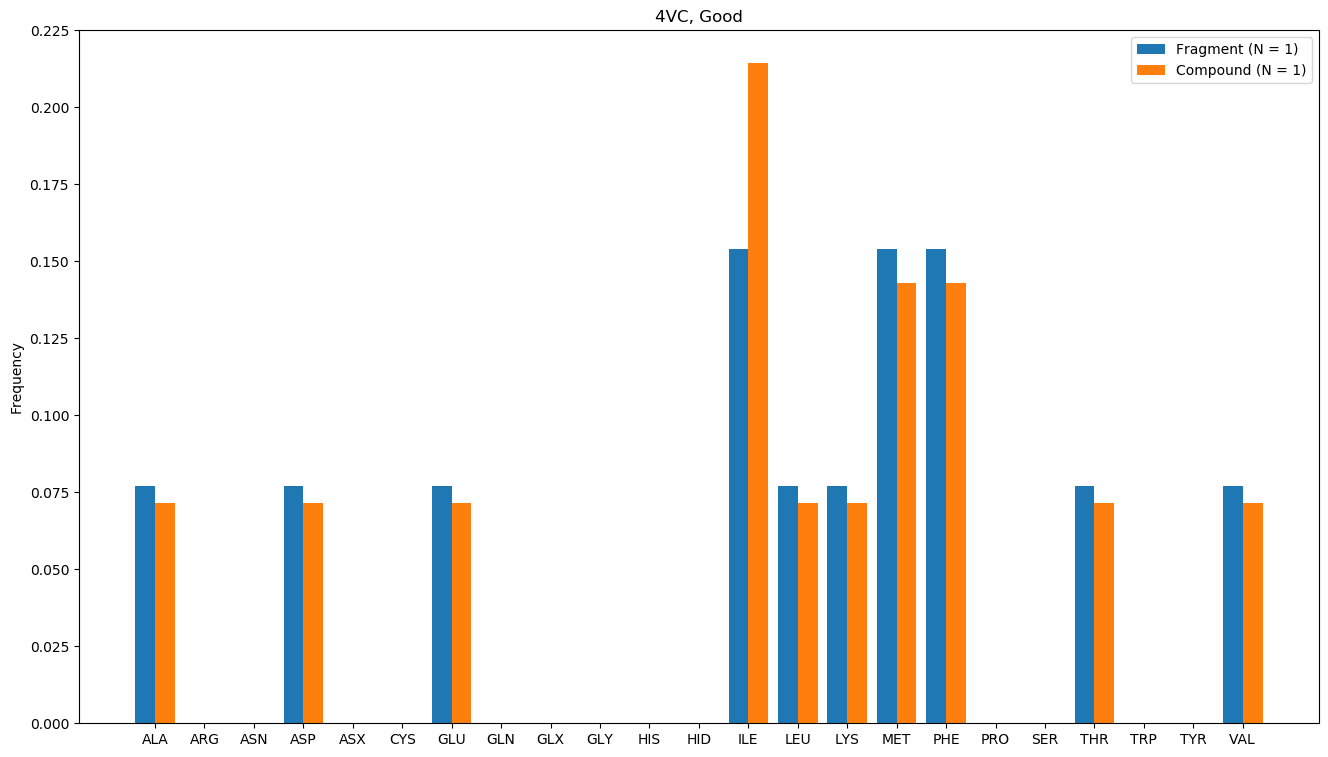 4VC, Good
Fragment (N = 1)
Compound (N = 1)
Frequency
0.225
0.200
0.175
0.150
0.125
0.100
0.075
0.050
0.025
0.000
ALA ARG ASN ASP ASX CYS GLU GLN GLX GLY HIS HID ILE LEU LYS MET PHE PRO SER THR TRP TYR VAL